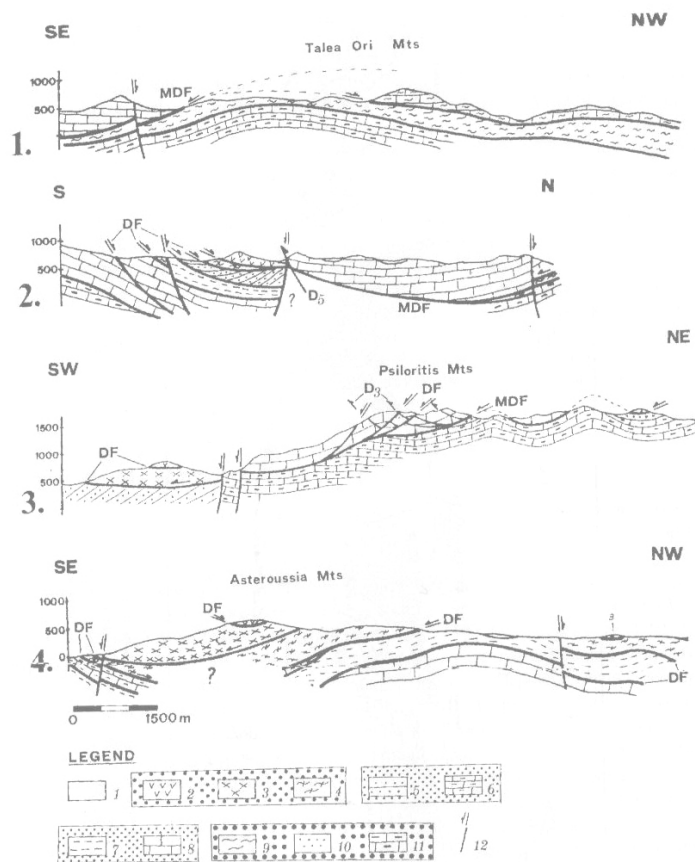 SE NW
Talea Ori Mts
1000
500
MDF
1.
S N
DF
1000
500
?
D5
MDF
2.
SW NE
Psiloritis Mts
D3 DF
MDF
1500
1000
500
DF
3.
SE NW
Asteroussia Mts
1000
500
0
DF
DF
DF
?
DF
4.
0 1500 m
LEGEND
1 2 3 4 5 6
7 8 9 10 11 12